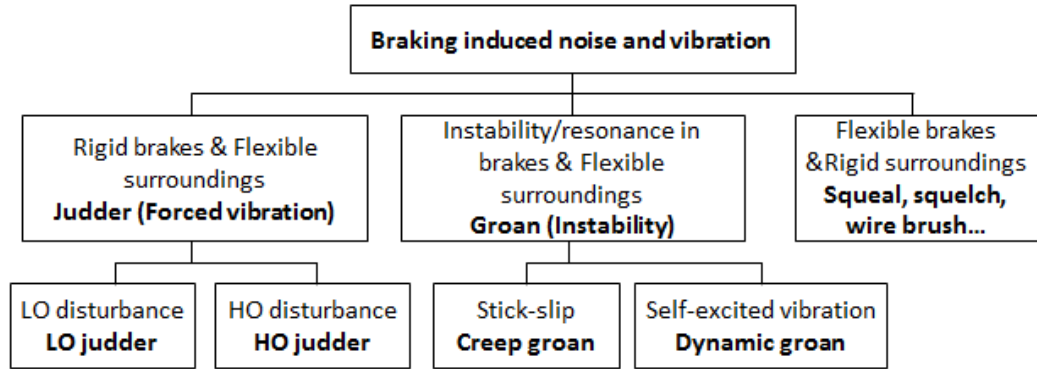 Braking induced noise and vibration
Rigid brakes & Flexible
surroundings
Judder (Forced vibration)
Instability/resonance in
brakes & Flexible
surroundings
Groan (Instability)
Flexible brakes
&Rigid surroundings
Squeal, squelch,
wire brush...
LO disturbance
LO judder
HO disturbance
HO judder
Stick-slip
Creep groan
Self-excited vibration
Dynamic groan